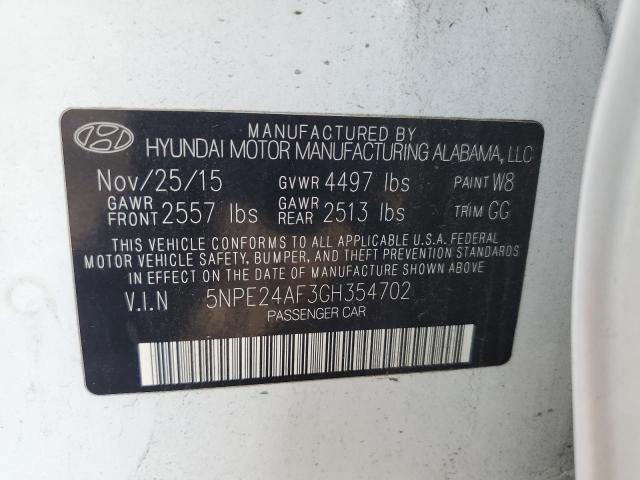 MANUFACTURED BY
HYUNDAI MOTOR MANUFACTURING ALABAMA, LLC
Nov/25/15 GVWR 4497 lbs PAINT W8
GAWR FRONT 2557 lbs GAWR REAR 2513 lbs TRIM GG
THIS VEHICLE CONFORMS TO ALL APPLICABLE U.S.A. FEDERAL
MOTOR VEHICLE SAFETY, BUMPER, AND THEFT PREVENTION STANDARDS
IN EFFECT ON THE DATE OF MANUFACTURE SHOWN ABOVE.
V.I.N 5NPE24AF3GH354702
PASSENGER CAR